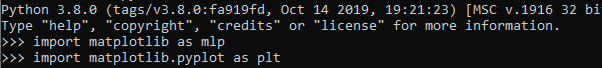 Python 3.8.0 (tags/v3.8.0:fa919fd, Oct 14 2019, 19:21:23) [MSC v.1916 32 bi
Type "help", "copyright", "credits" or "license" for more information.
>>> import matplotlib as mlp
>>> import matplotlib.pyplot as plt